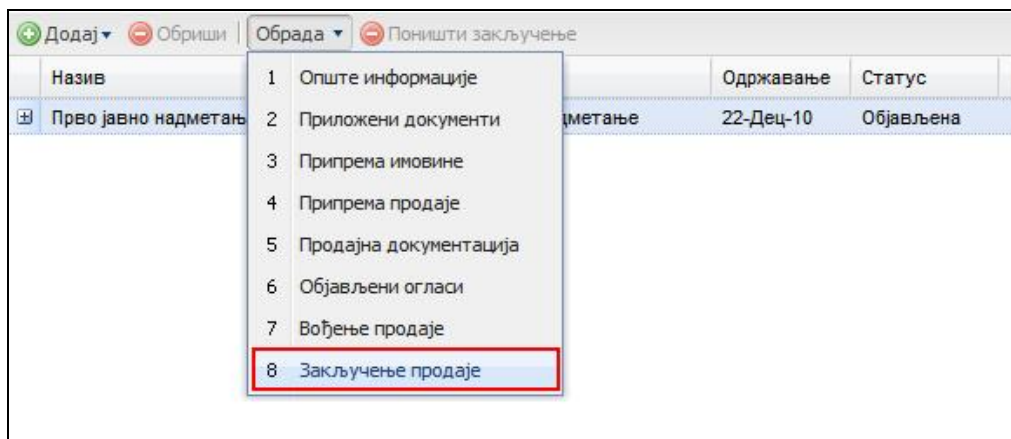 Додај Обриши Обрада Поништи закључење
Назив Одржавање Статус
Прво јавно 22-Дец-10 Објављена
1 Опште информације
2 Приложени документи
3 Припрема имовине
4 Припрема продаје
5 Продајна документација
6 Објављени огласи
7 Вођење продаје
8 Закључење продаје